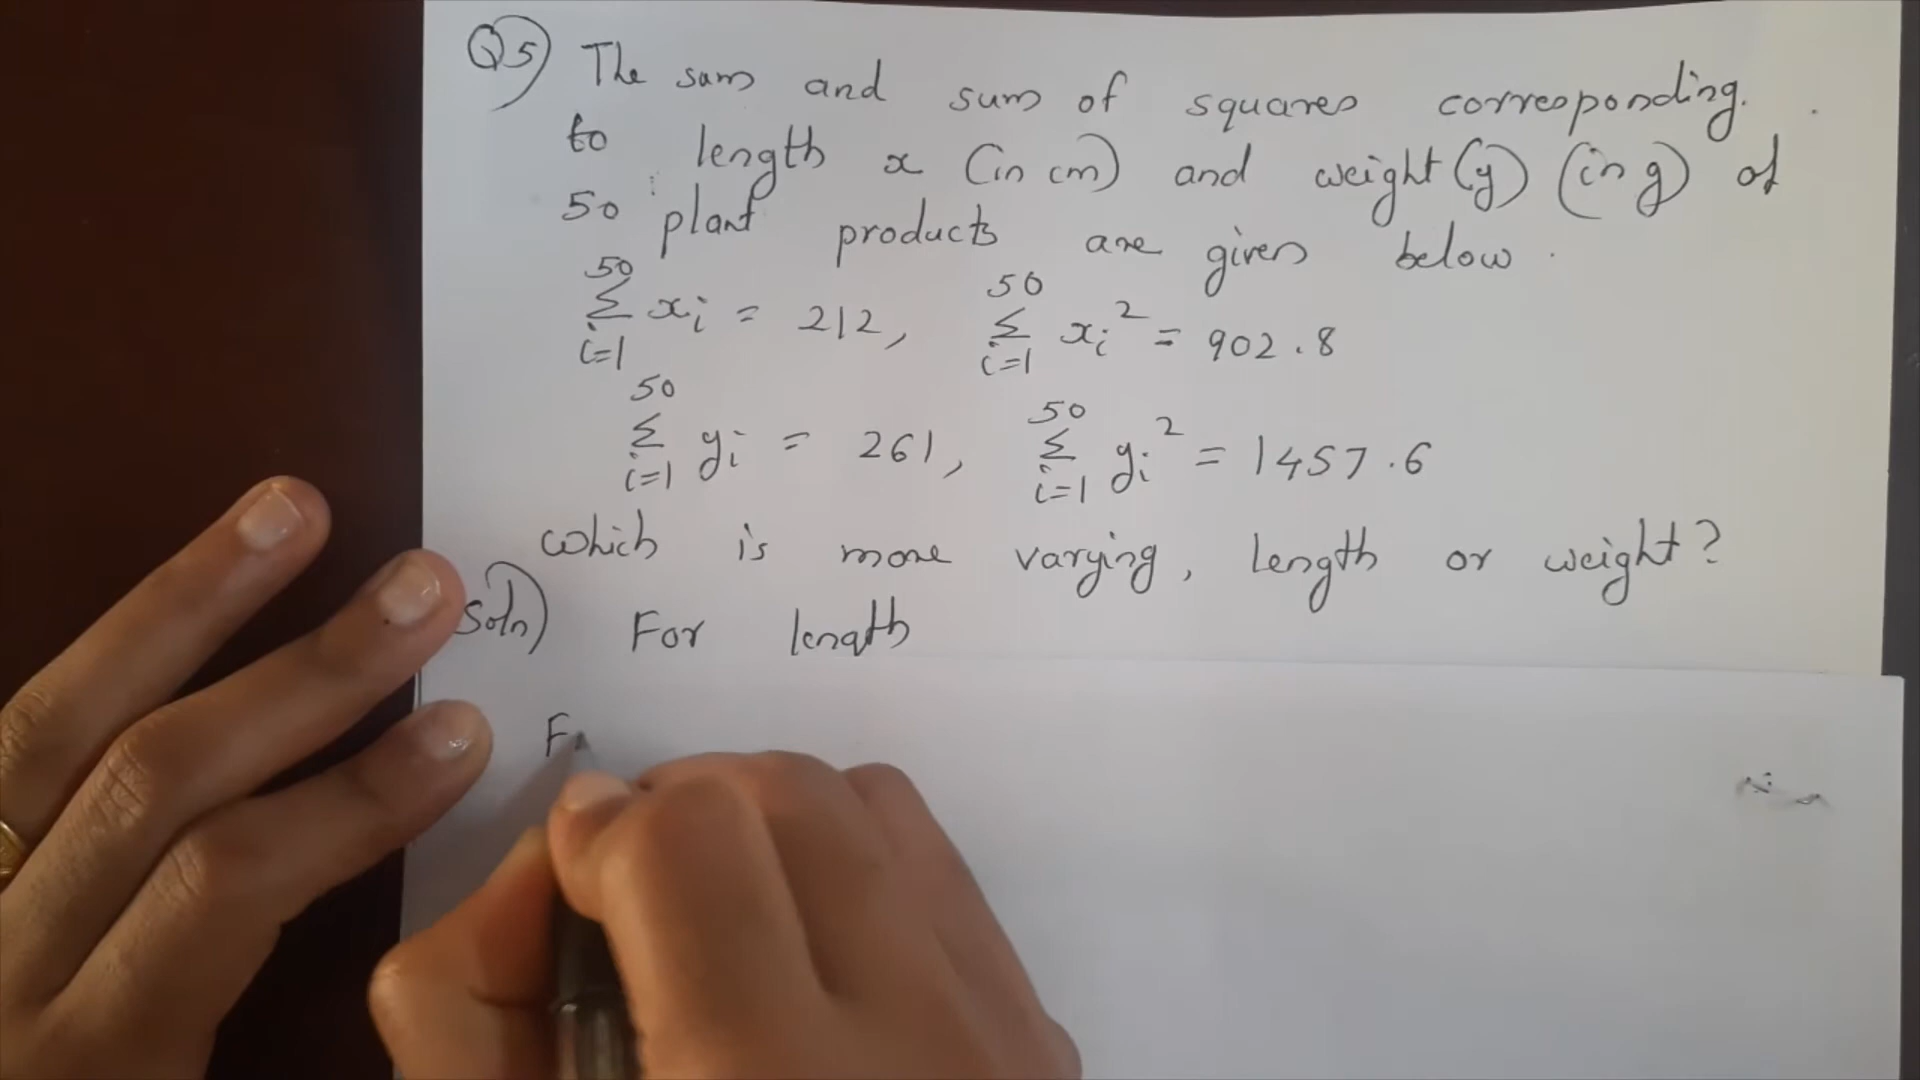 Q5) The sum and sum of squares corresponding.
to length x (in cm) and weight (y) (in g) of
50 plant products are given below.
50 ∑ i=1 xi = 212, 50 ∑ i=1 xi² = 902.8
50 ∑ i=1 yi = 261, 50 ∑ i=1 yi² = 1457.6
which is more varying, length or weight?
Soln) For length
F